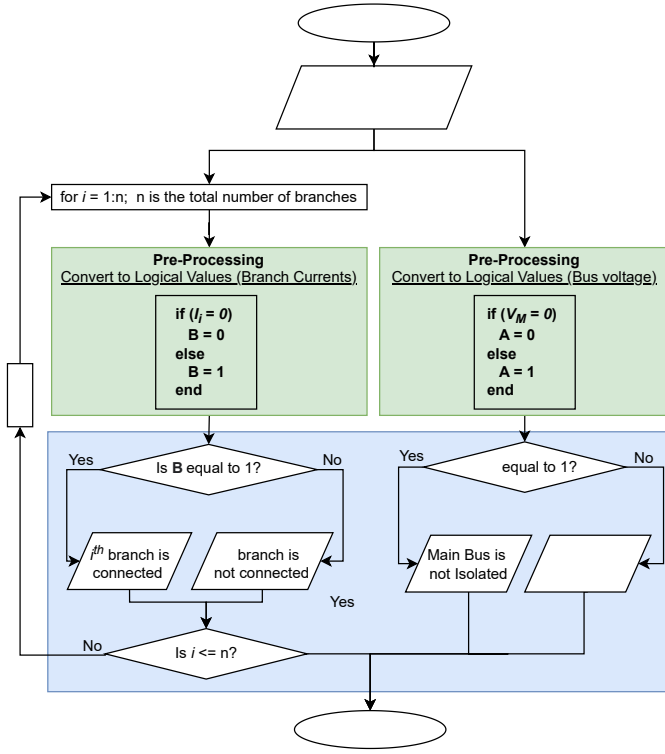 for i = 1:n; n is the total number of branches
Pre-Processing
Convert to Logical Values (Branch Currents)
if (I_i = 0)
B = 0
else
B = 1
end
Pre-Processing
Convert to Logical Values (Bus voltage)
if (V_M = 0)
A = 0
else
A = 1
end
Yes
Is B equal to 1?
No
Yes
equal to 1?
No
i^th branch is
connected
branch is
not connected
Main Bus is
not Isolated
Yes
No
Is i <= n?